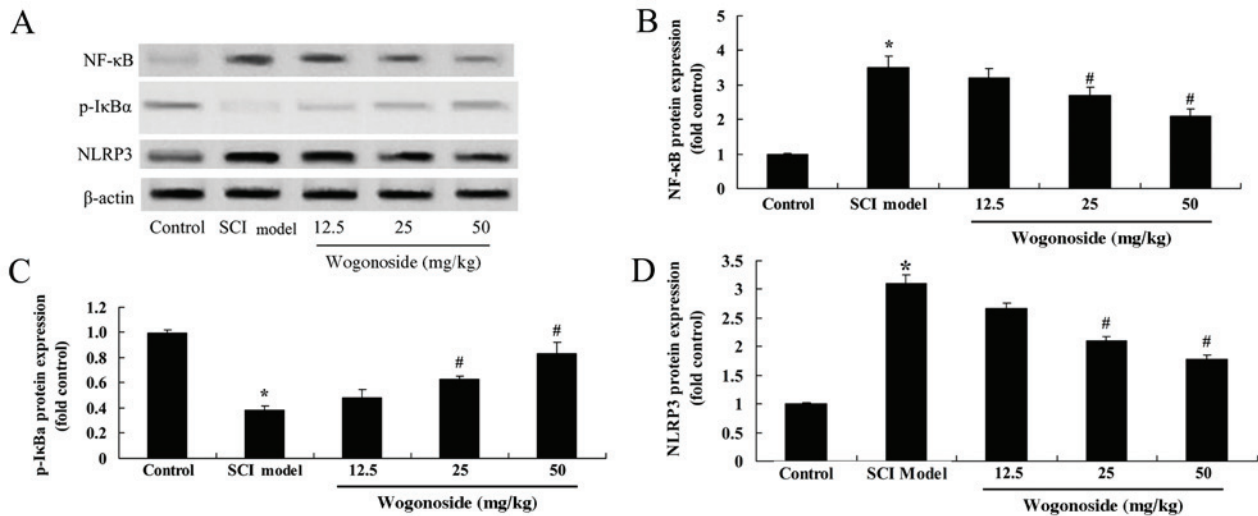 A
NF-κB
p-IκBα
NLRP3
β-actin
Control SCI model 12.5 25 50
Wogonoside (mg/kg)
B
NF-κB protein expression
(fold control)
5
4
3
2
1
0
*
#
#
Control SCI model 12.5 25 50
Wogonoside (mg/kg)
C
p-IκBa protein expression
(fold control)
1.2
1.0
0.8
0.6
0.4
0.2
0
*
#
#
Control SCI model 12.5 25 50
Wogonoside (mg/kg)
D
NLRP3 protein expression
(fold control)
3.5
3
2.5
2
1.5
1
0.5
0
*
#
#
Control SCI Model 12.5 25 50
Wogonoside (mg/kg)